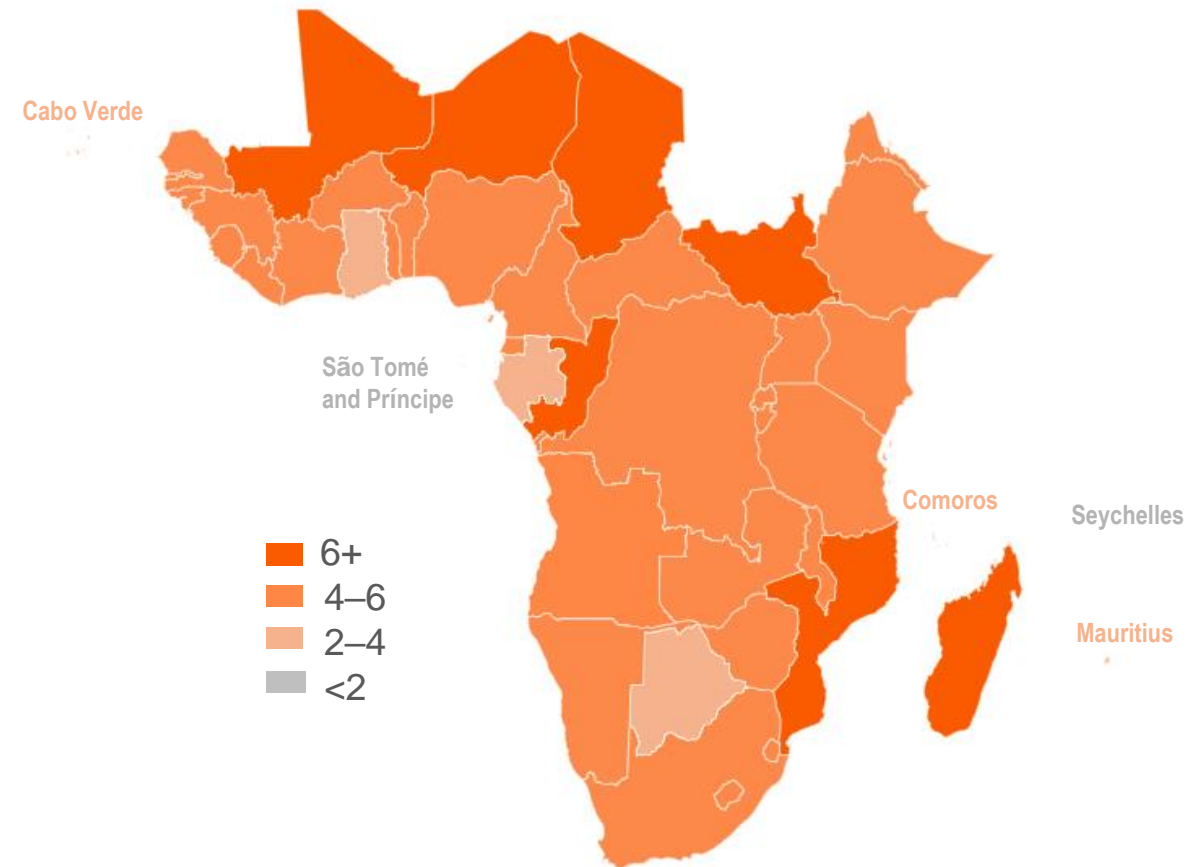 Cabo Verde
São Tomé
and Príncipe
Comoros
Seychelles
Mauritius
6+
4–6
2–4
<2